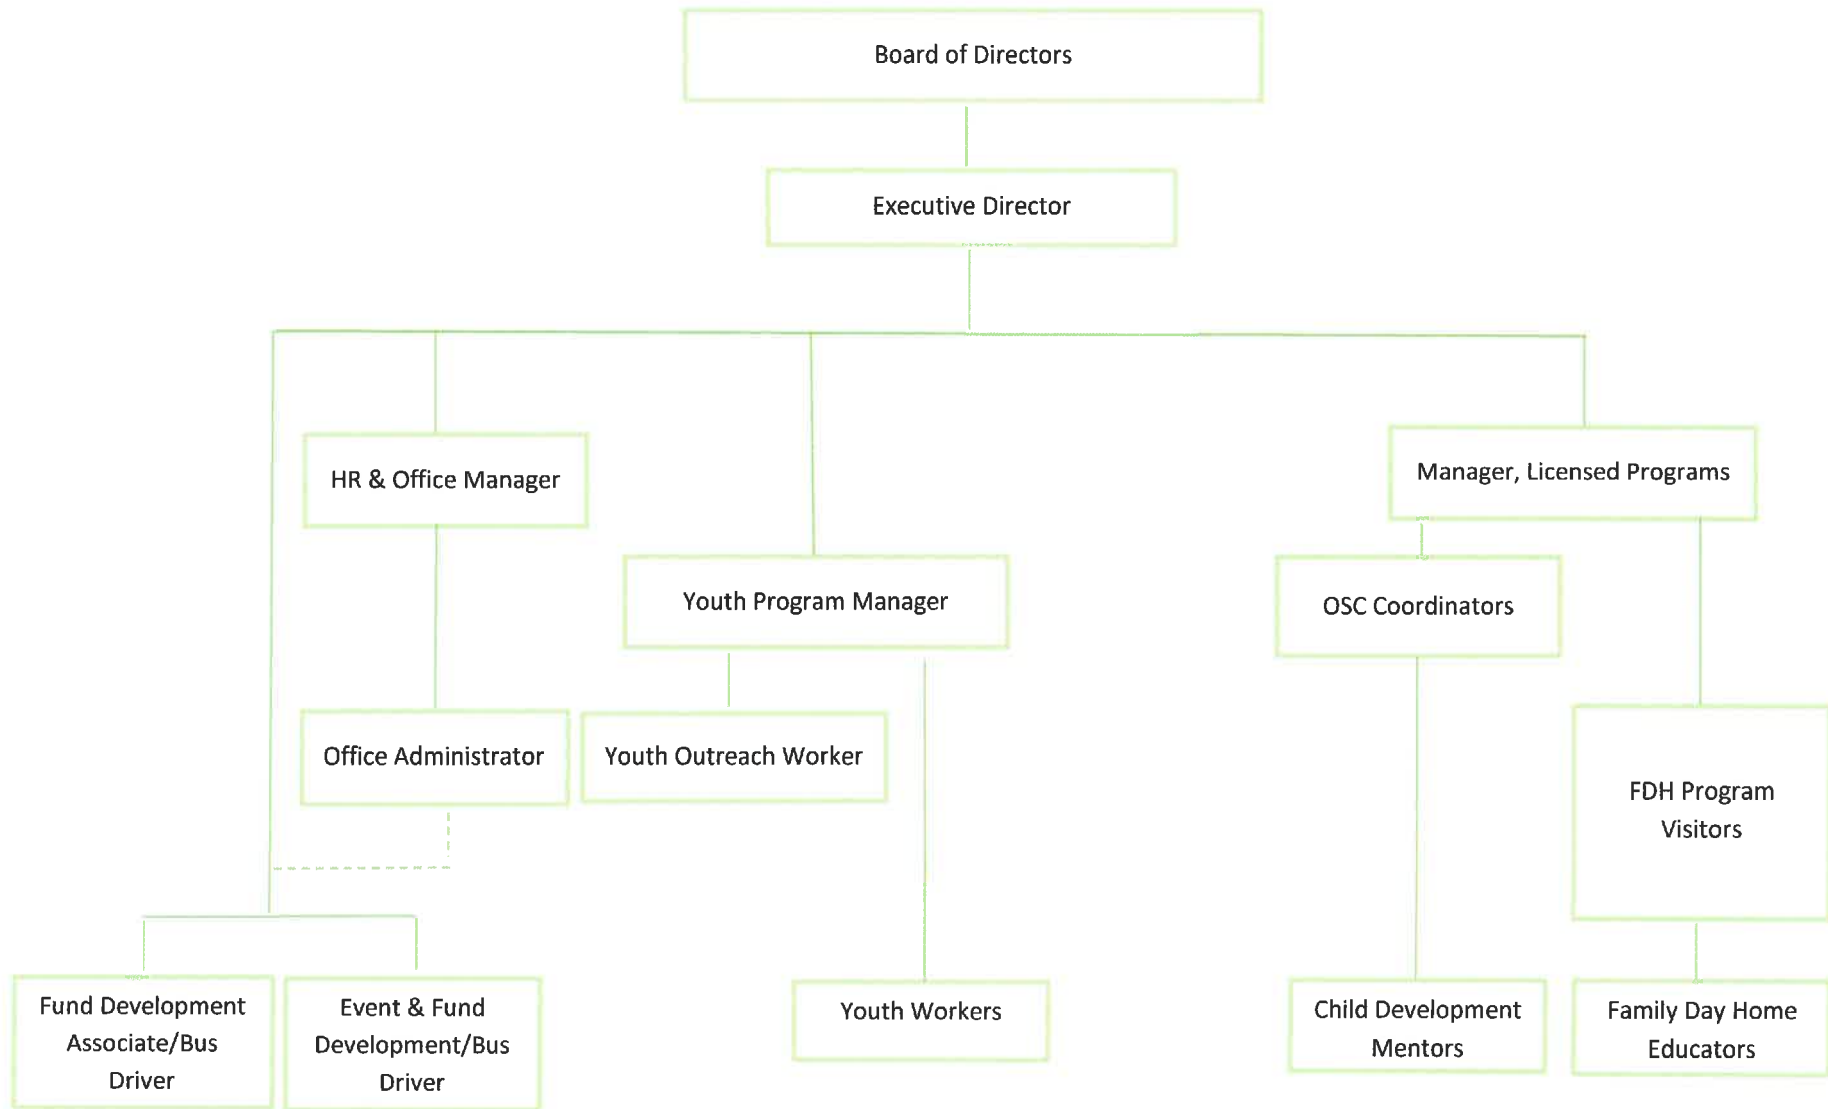 Board of Directors
Executive Director
HR & Office Manager
Manager, Licensed Programs
Youth Program Manager
OSC Coordinators
Office Administrator
Youth Outreach Worker
FDH Program
Visitors
Fund Development
Associate/Bus
Driver
Event & Fund
Development/Bus
Driver
Youth Workers
Child Development
Mentors
Family Day Home
Educators